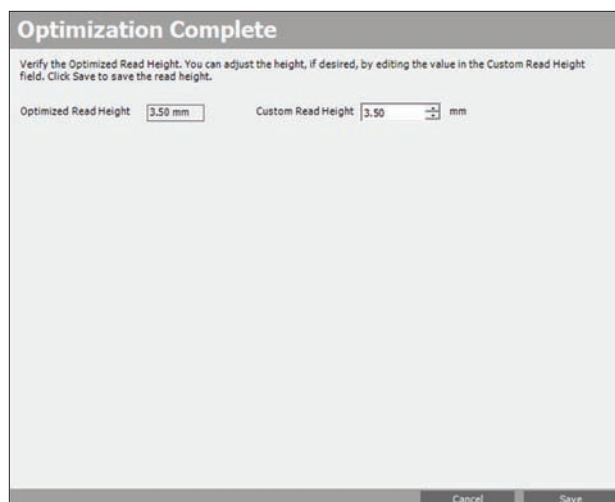 Optimization Complete
Verify the Optimized Read Height. You can adjust the height, if desired, by editing the value in the Custom Read Height
field. Click Save to save the read height.
Optimized Read Height 3.50 mm Custom Read Height 3.50 mm
Cancel Save